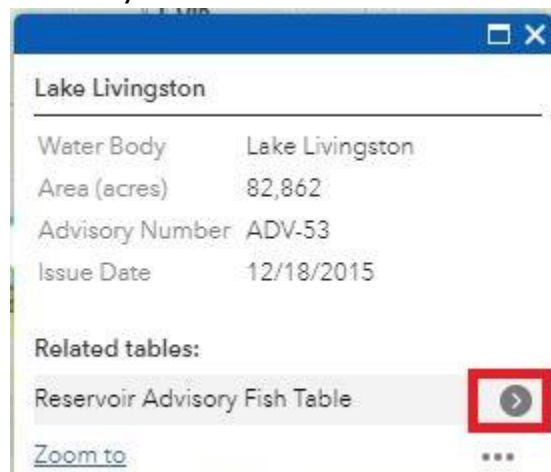 Lake Livingston
Water Body Lake Livingston
Area (acres) 82,862
Advisory Number ADV-53
Issue Date 12/18/2015
Related tables:
Reservoir Advisory Fish Table
Zoom to